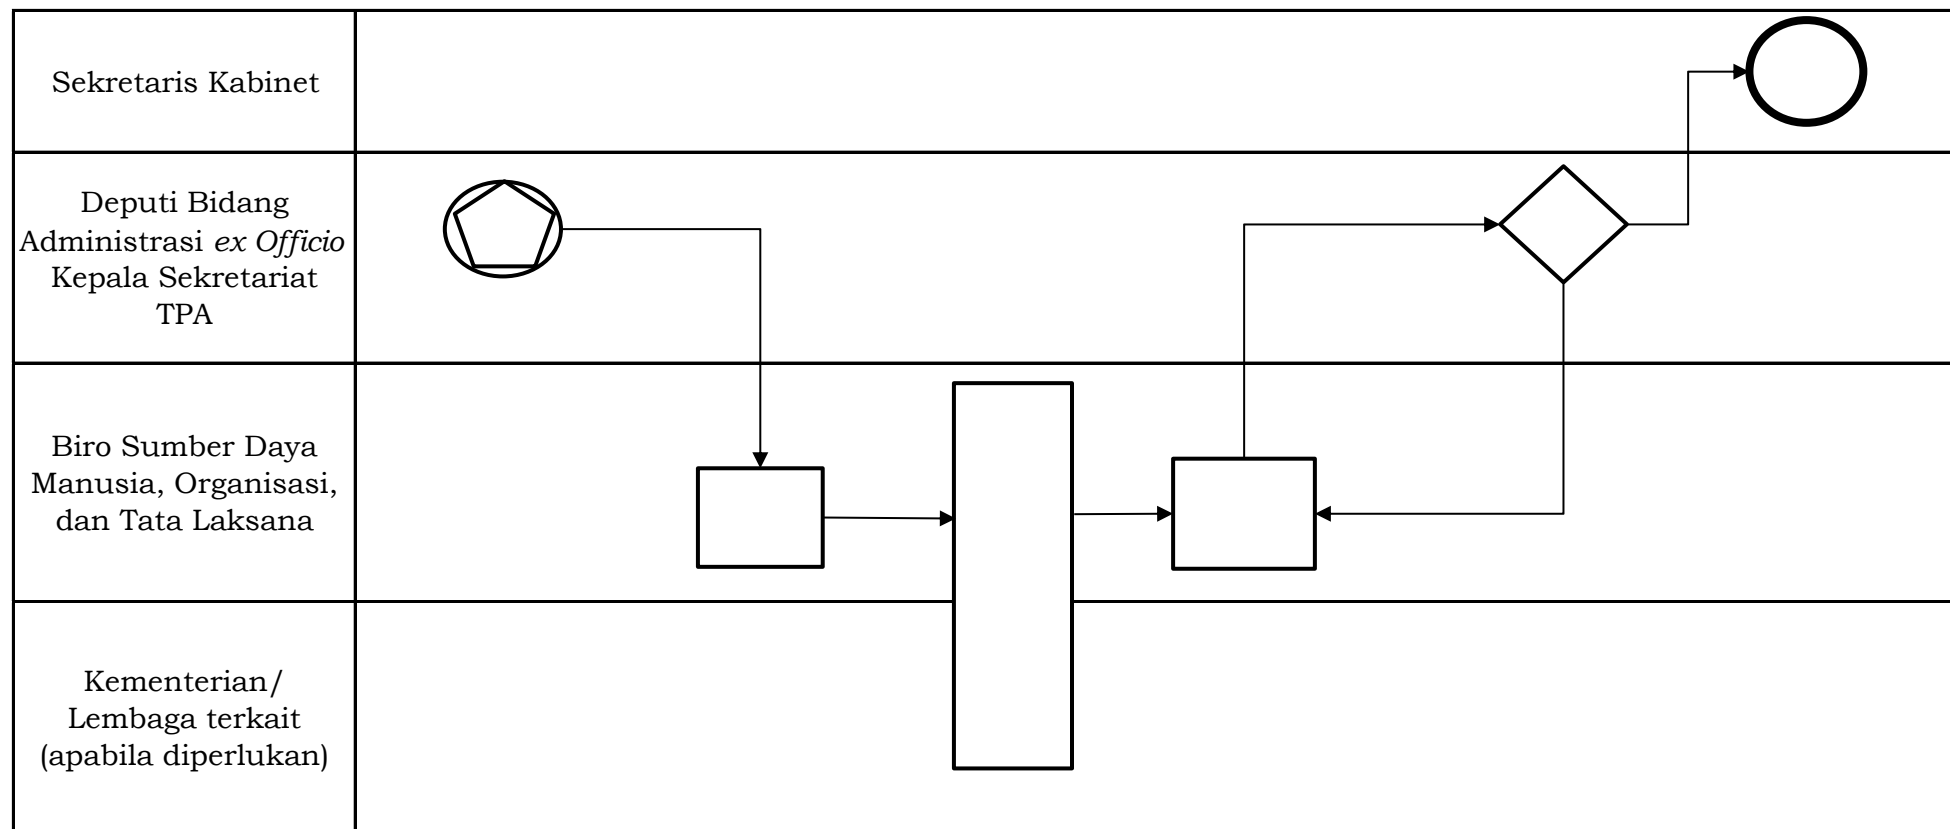 Sekretaris Kabinet
Deputi Bidang
Administrasi ex Officio
Kepala Sekretariat
TPA
Biro Sumber Daya
Manusia, Organisasi,
dan Tata Laksana
Kementerian/
Lembaga terkait
(apabila diperlukan)